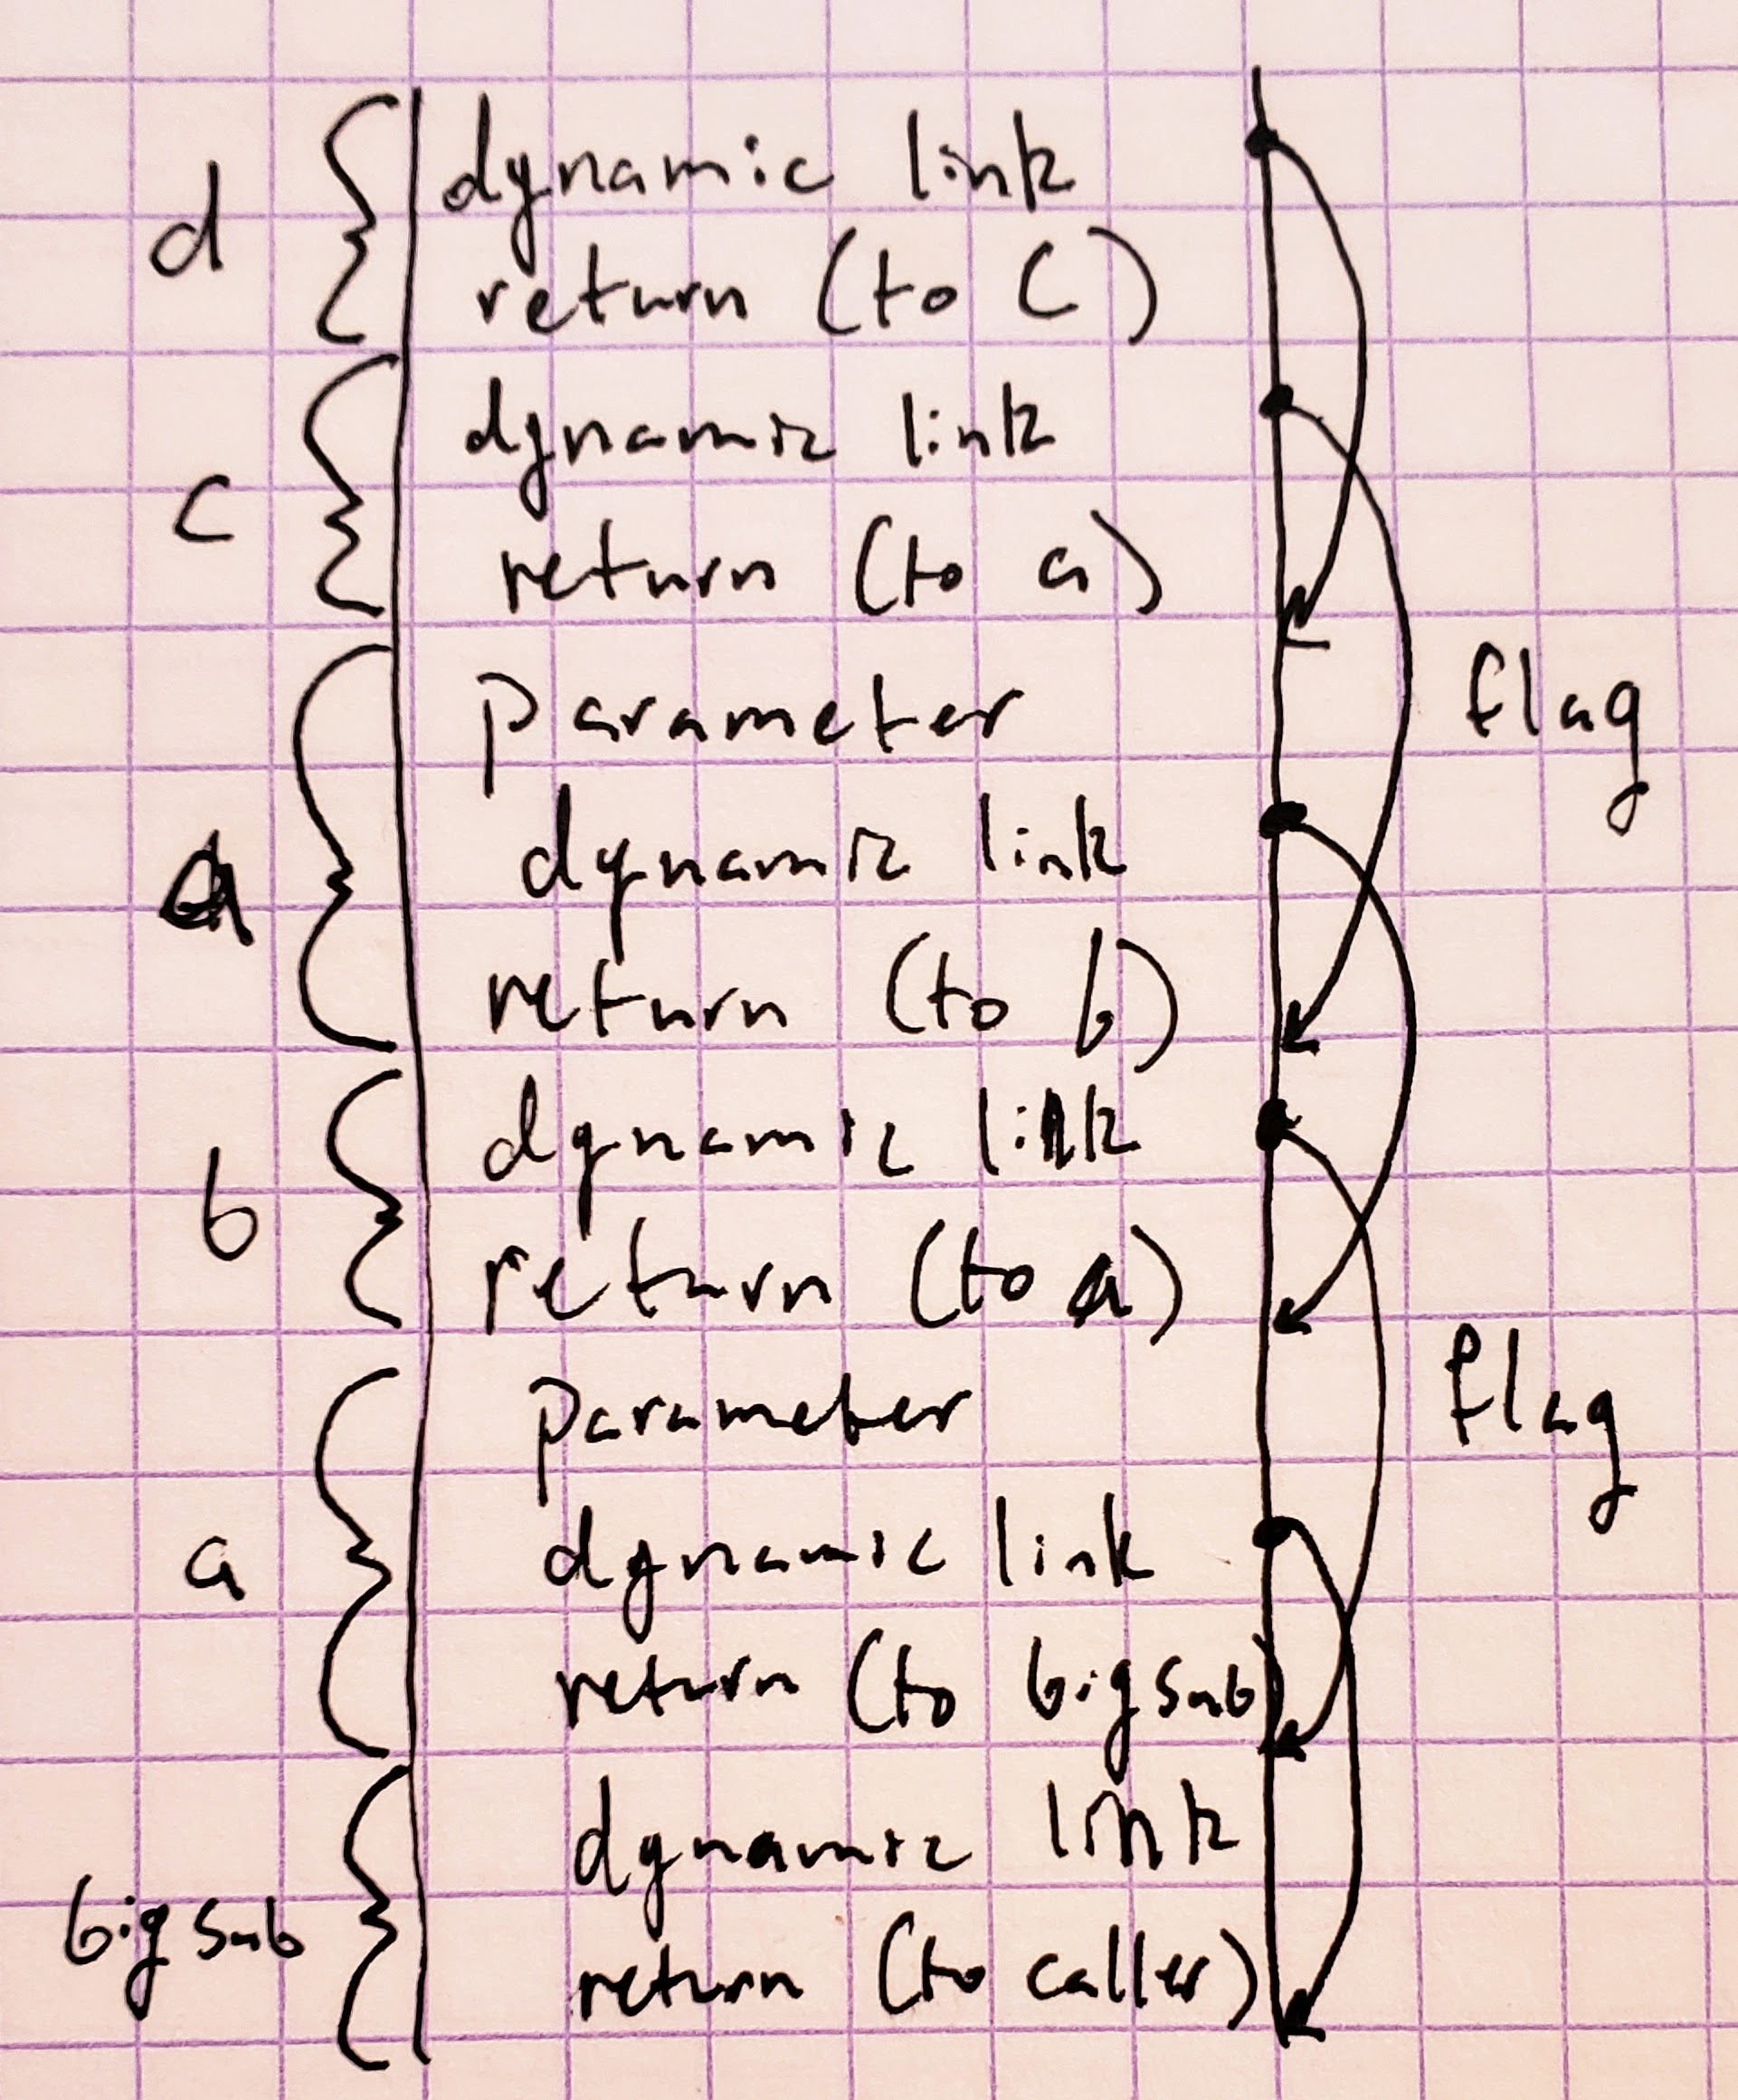 d
dynamic link
return (to c)
c
dynamic link
return (to a)
parameter flag
a
dynamic link
return (to b)
b
dynamic link
return (to a)
parameter flag
a
dynamic link
return (to bigsub)
bigsub
dynamic link
return (to caller)